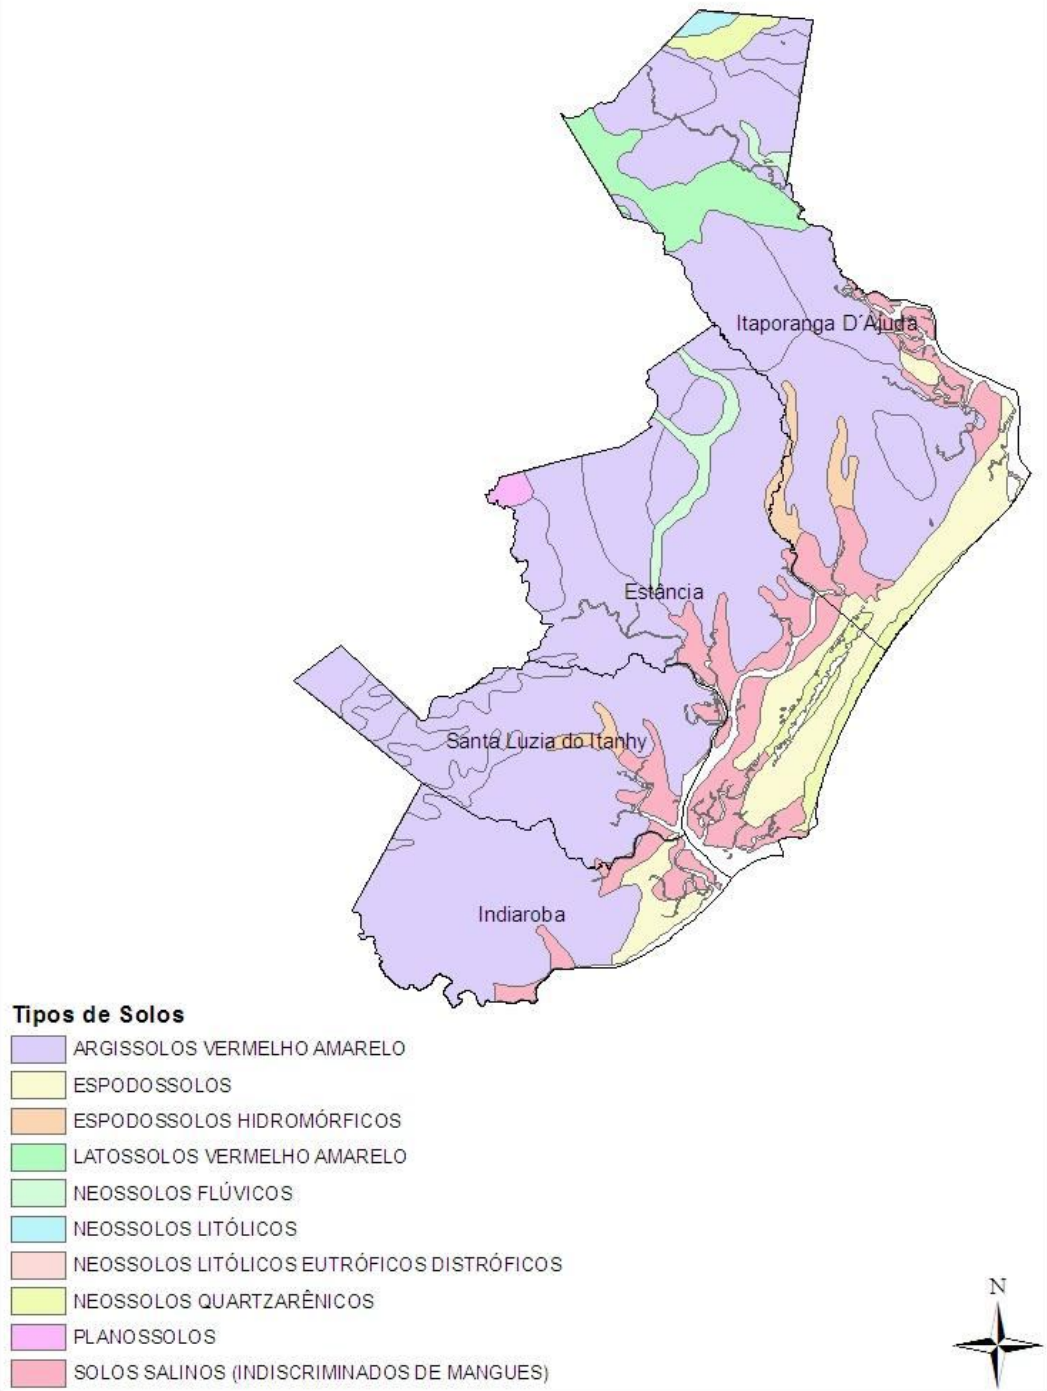 Itaporanga D´Ajuda
Estância
Santa Luzia do Itanhy
Indiaroba
Tipos de Solos
ARGISSOLOS VERMELHO AMARELO
ESPODOSSOLOS
ESPODOSSOLOS HIDROMÓRFICOS
LATOSSOLOS VERMELHO AMARELO
NEOSSOLOS FLÚVICOS
NEOSSOLOS LITÓLICOS
NEOSSOLOS LITÓLICOS EUTRÓFICOS DISTRÓFICOS
NEOSSOLOS QUARTZARÊNICOS
PLANOSSOLOS
SOLOS SALINOS (INDISCRIMINADOS DE MANGUES)
N